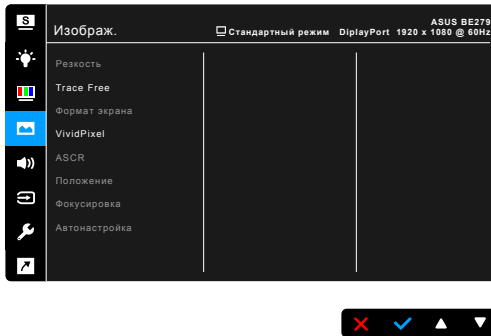 S
ASUS BE279
Изображ.
Стандартный режим DiplayPort 1920 x 1080 @ 60Hz
Резкость
Trace Free
Формат экрана
VividPixel
ASCR
Положение
Фокусировка
Автонастройка